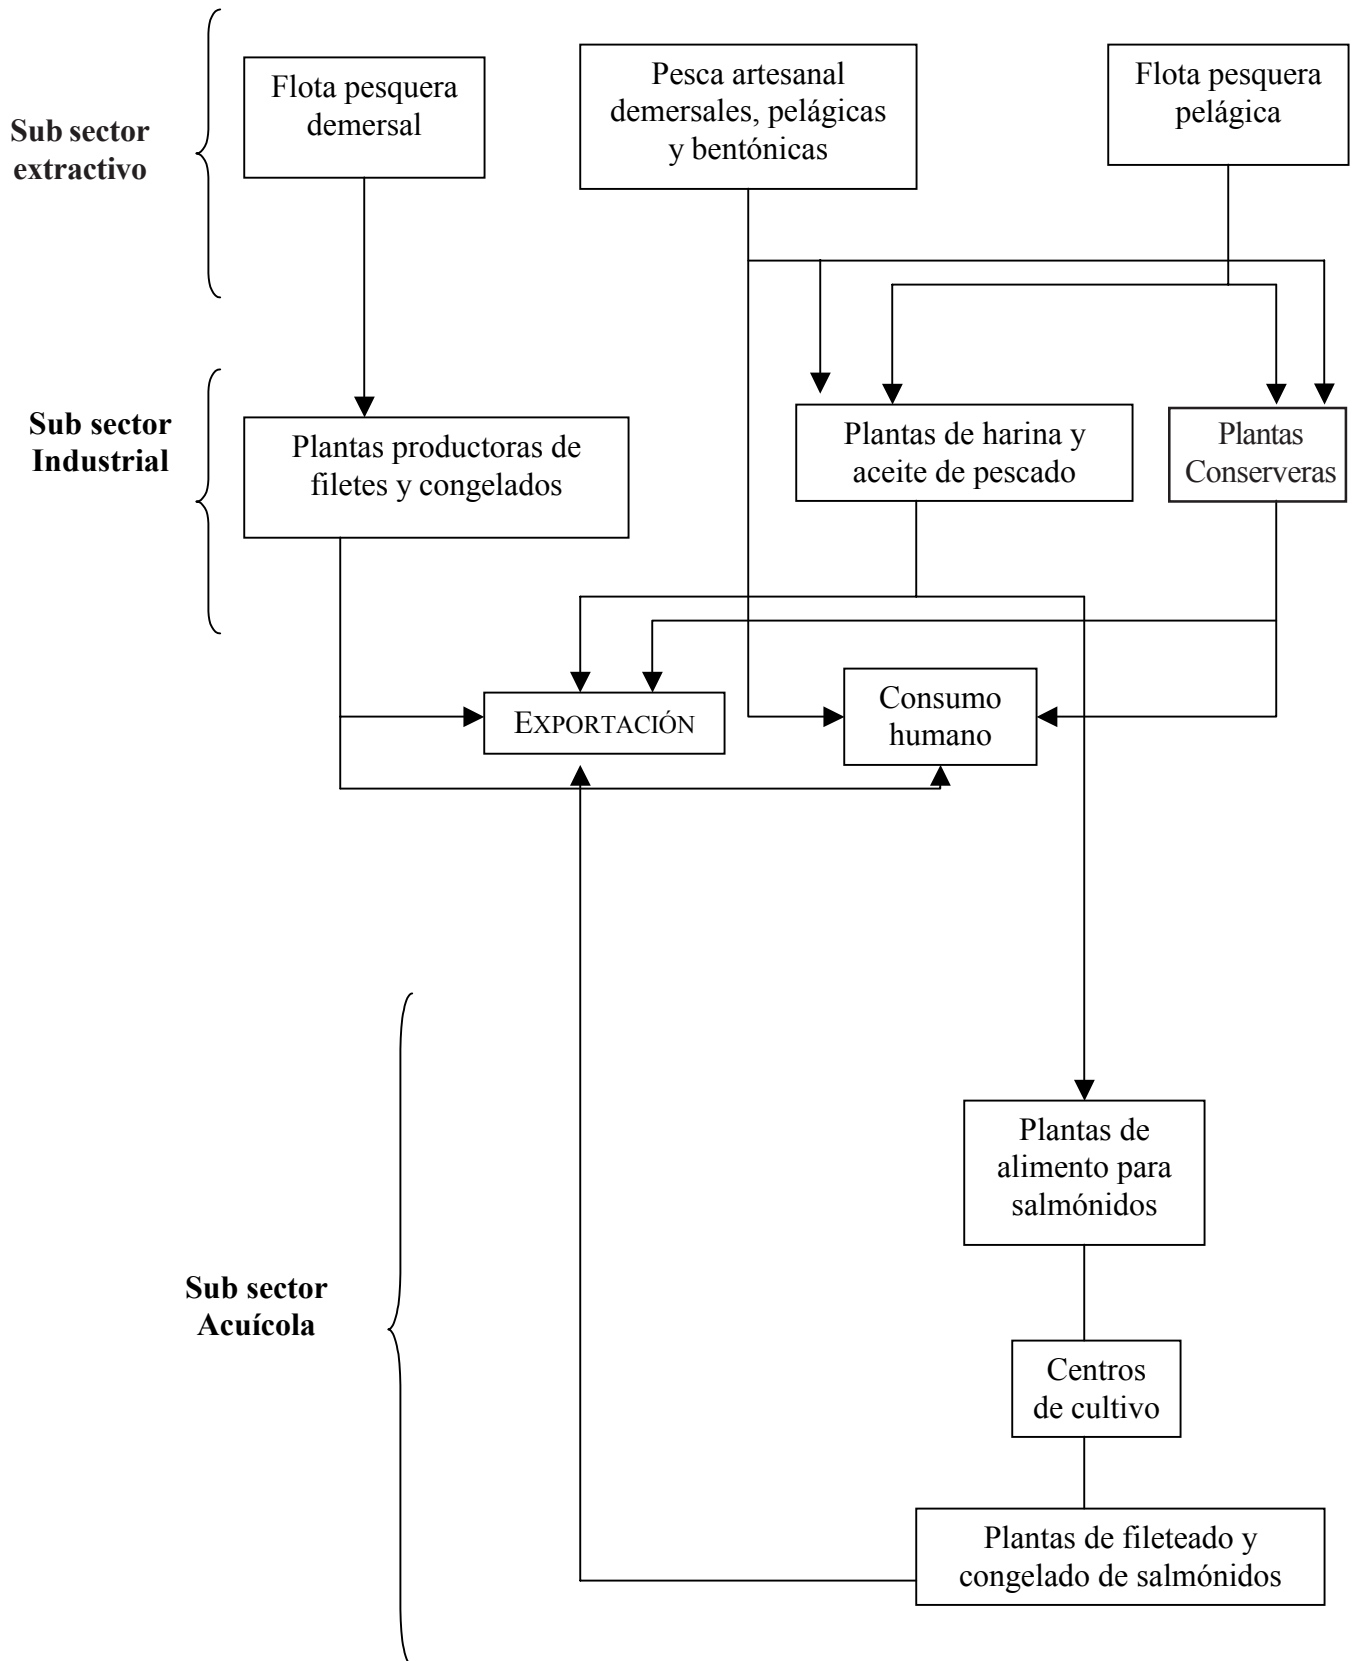 Sub sector
extractivo
Flota pesquera
demersal
Pesca artesanal
demersales, pelágicas
y bentónicas
Flota pesquera
pelágica
Sub sector
Industrial
Plantas productoras de
filetes y congelados
Plantas de harina y
aceite de pescado
Plantas
Conserveras
EXPORTACIÓN
Consumo
humano
Sub sector
Acuícola
Plantas de
alimento para
salmónidos
Centros
de cultivo
Plantas de fileteado y
congelado de salmónidos